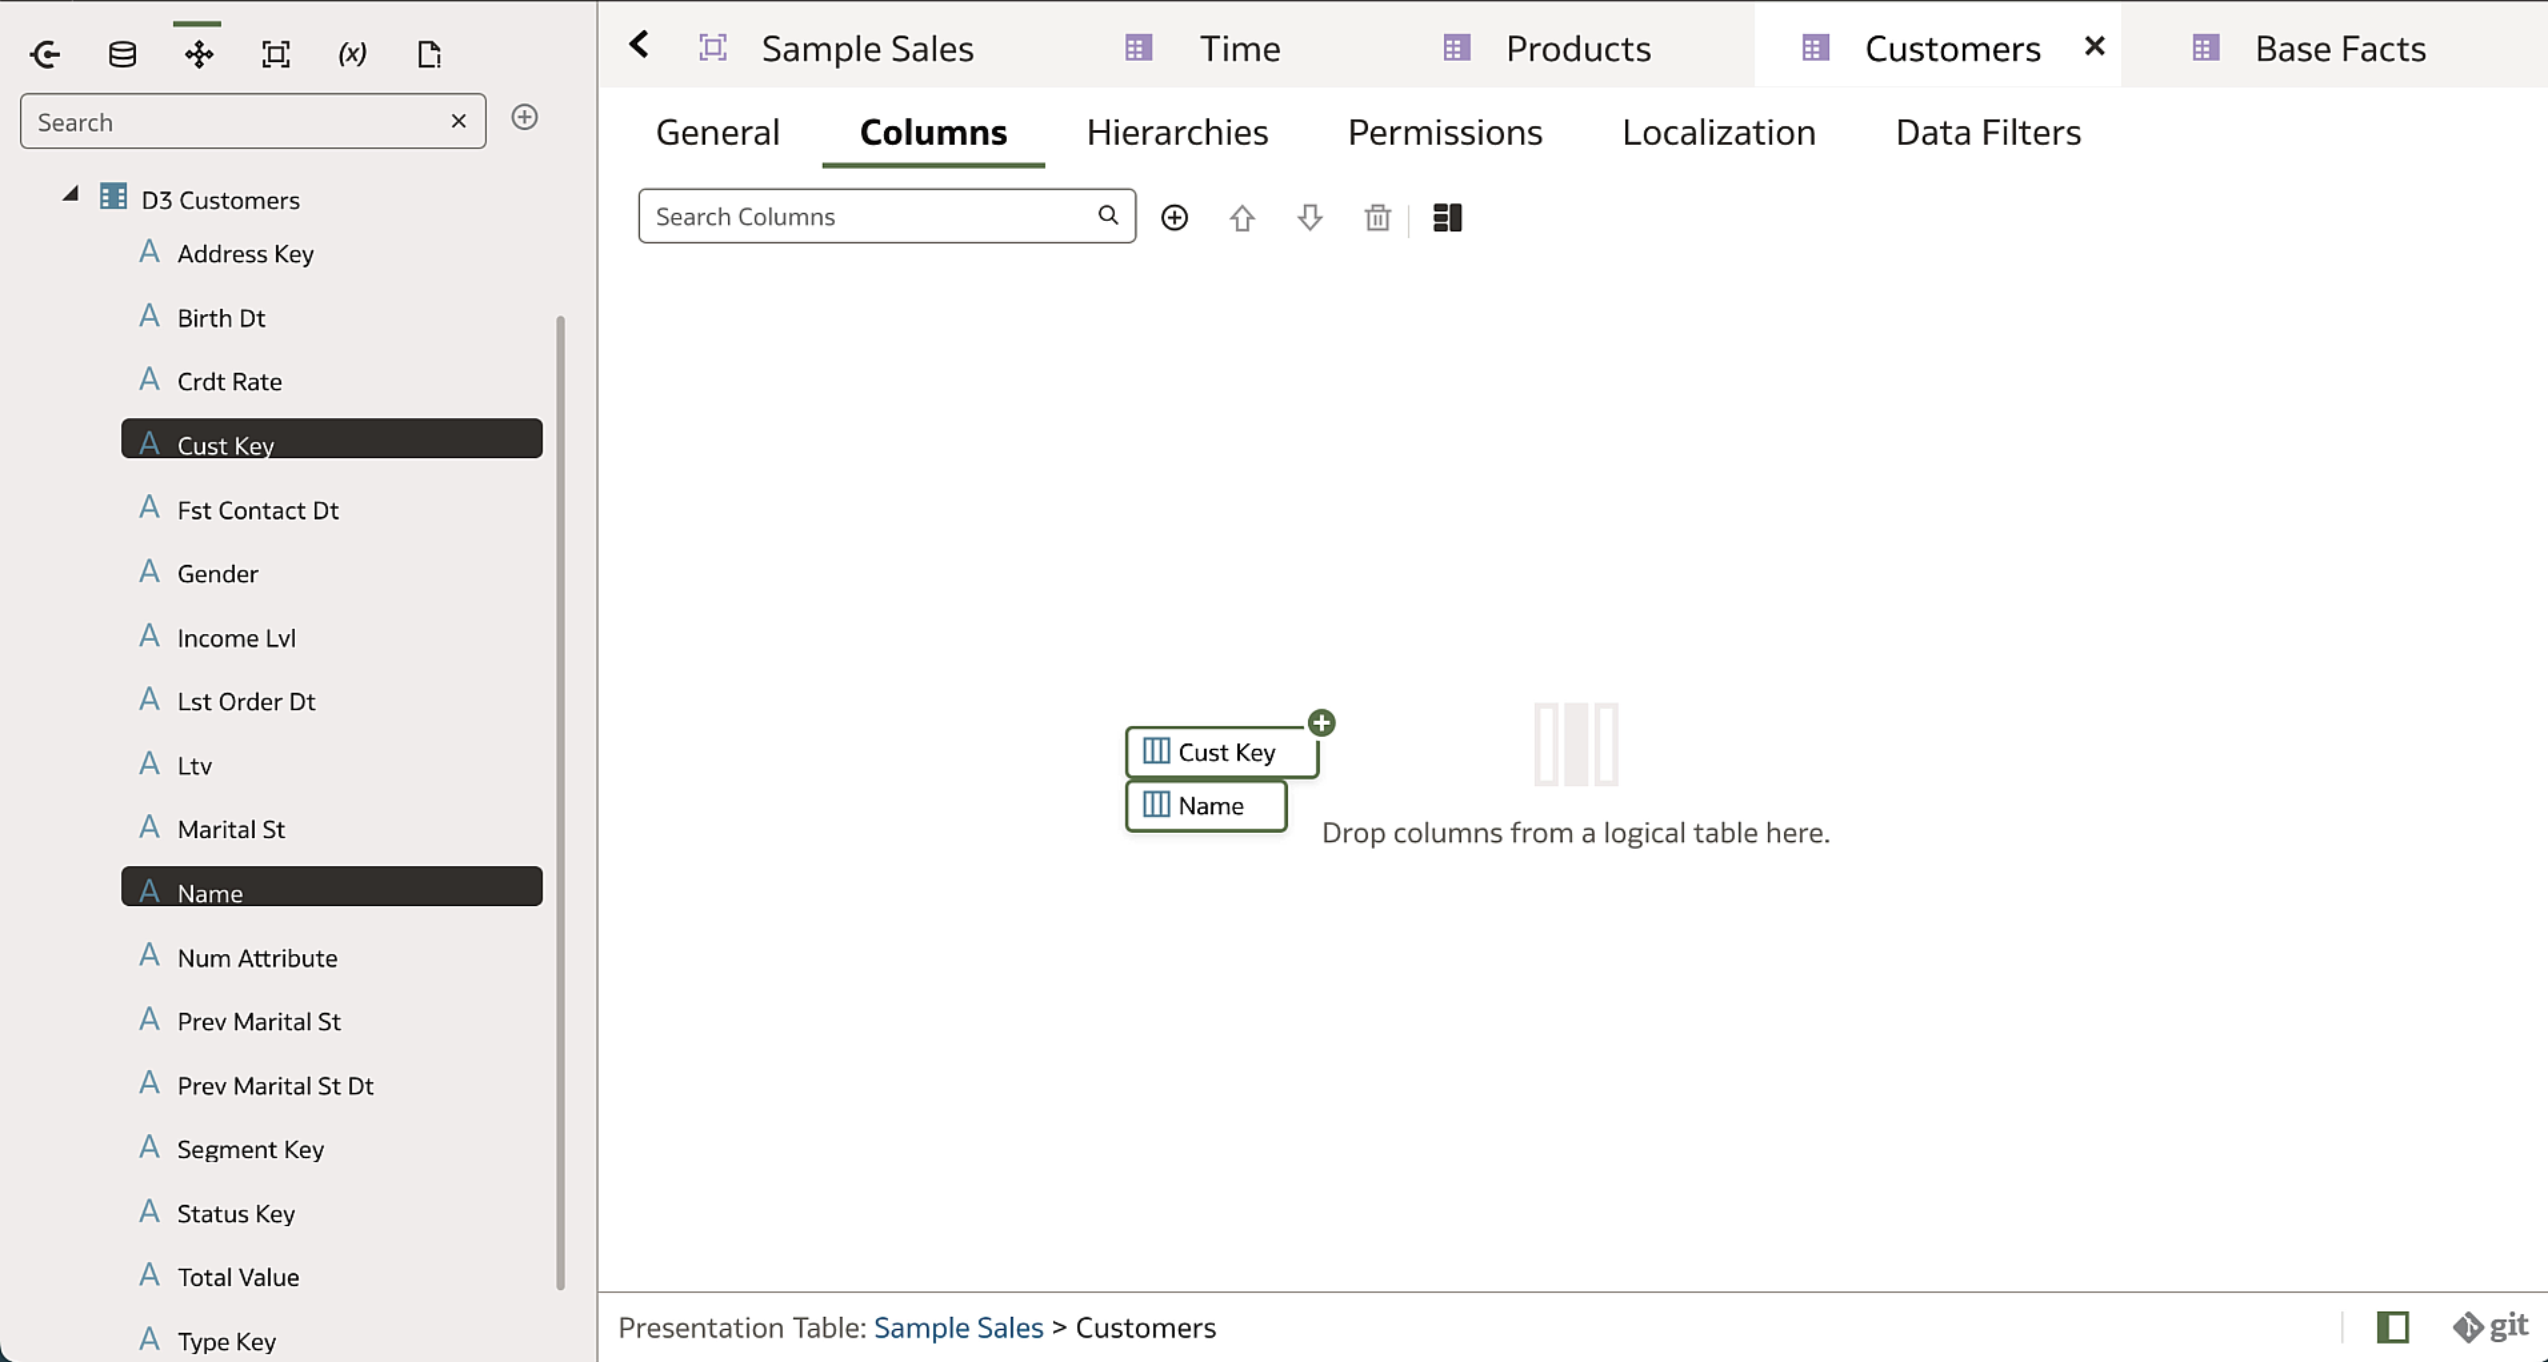 (x)
Search
D3 Customers
Address Key
Birth Dt
Crdt Rate
Cust Key
Fst Contact Dt
Gender
Income Lvl
Lst Order Dt
Ltv
Marital St
Name
Num Attribute
Prev Marital St
Prev Marital St Dt
Segment Key
Status Key
Total Value
Type Key
Sample Sales Time Products Customers Base Facts
General Columns Hierarchies Permissions Localization Data Filters
Search Columns
Cust Key
Name
Drop columns from a logical table here.
Presentation Table: Sample Sales > Customers
git